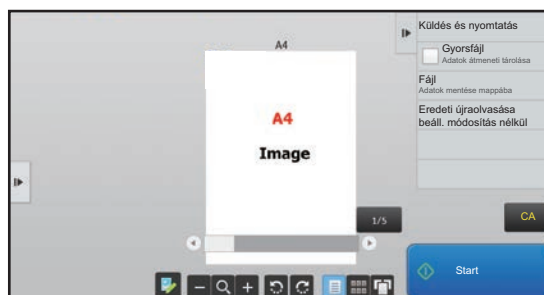 A4
A4
Image
1/5
Küldés és nyomtatás
Gyorsfájl
Adatok átmeneti tárolása
Fájl
Adatok mentése mappába
Eredeti újraolvasása
beáll. módosítás nélkül
CA
Start